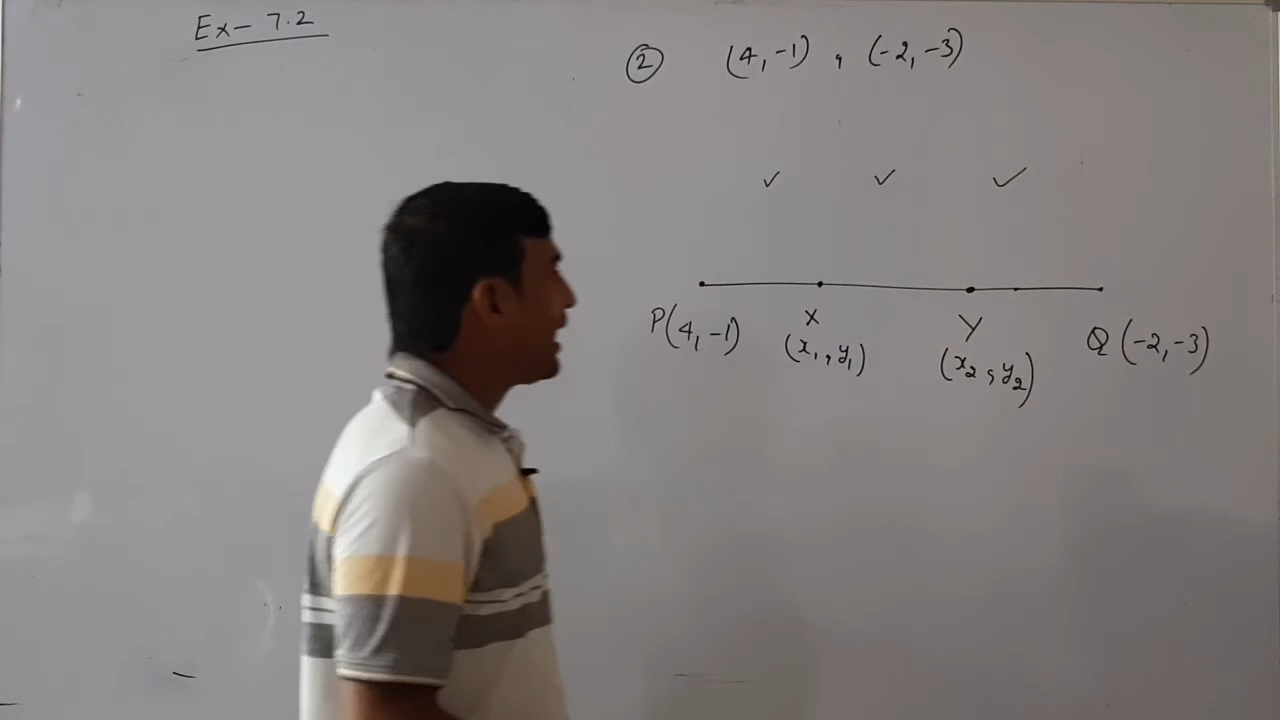 Ex- 7.2
② (4, -1) , (-2, -3)
✓ ✓ ✓
P(4, -1) X Y Q (-2, -3)
(x₁, y₁) (x₂, y₂)